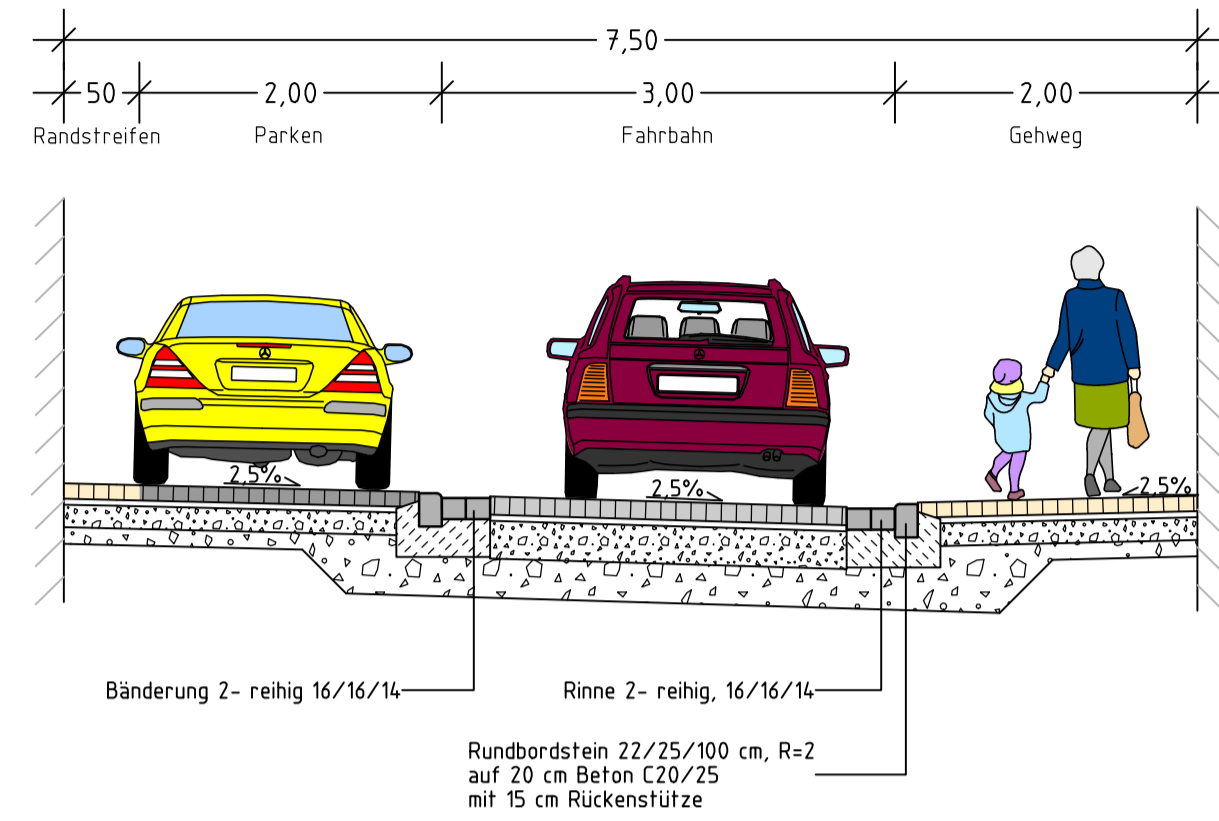 7,50
50 2,00 3,00 2,00
Randstreifen Parken Fahrbahn Gehweg
2,5% 2,5% 2,5%
Bänderung 2- reihig 16/16/14 Rinne 2- reihig, 16/16/14
Rundbordstein 22/25/100 cm, R=2
auf 20 cm Beton C20/25
mit 15 cm Rückenstütze